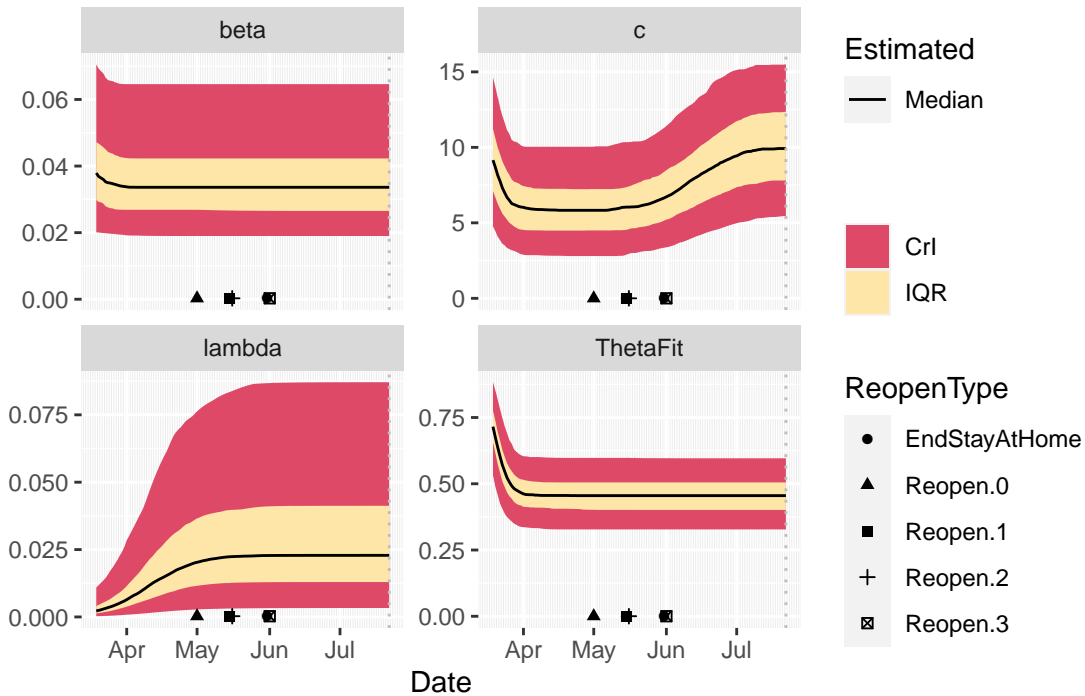 beta
c
0.06
0.04
0.02
0.00
15
10
5
0
lambda
ThetaFit
0.075
0.050
0.025
0.000
0.75
0.50
0.25
0.00
Apr May Jun Jul
Apr May Jun Jul
Date
Estimated
Median
CrI
IQR
ReopenType
EndStayAtHome
Reopen.0
Reopen.1
Reopen.2
Reopen.3